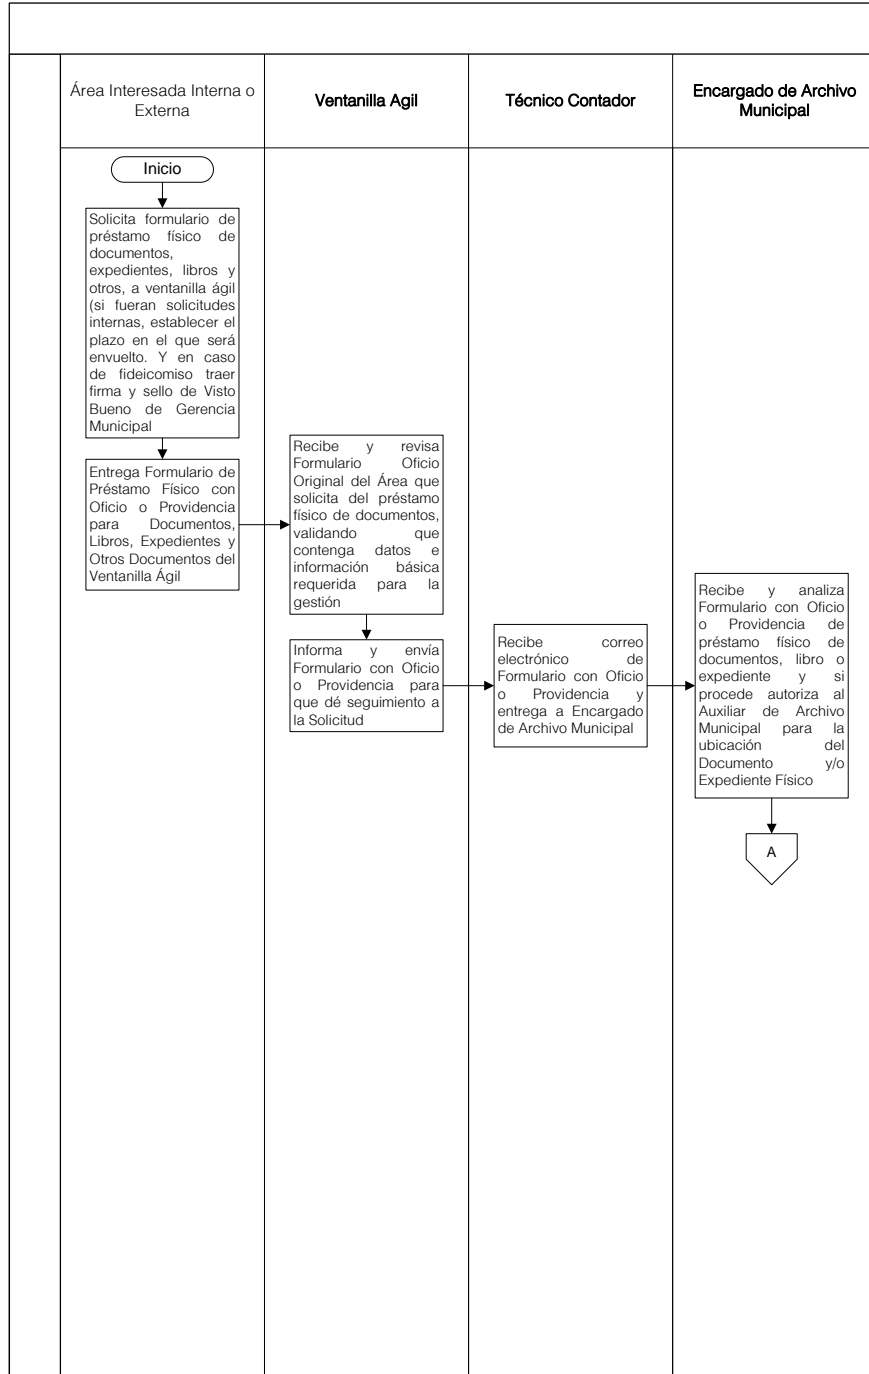 Área Interesada Interna o
Externa
Ventanilla Agil
Técnico Contador
Encargado de Archivo
Municipal
Inicio
Solicita formulario de
préstamo físico de
documentos,
expedientes, libros y
otros, a ventanilla ágil
(si fueran solicitudes
internas, establecer el
plazo en el que será
envuelto. Y en caso
de fideicomiso traer
firma y sello de Visto
Bueno de Gerencia
Municipal
Entrega Formulario de
Préstamo Físico con
Oficio o Providencia
para Documentos,
Libros, Expedientes y
Otros Documentos del
Ventanilla Ágil
Recibe y revisa
Formulario Oficio
Original del Área que
solicita del préstamo
físico de documentos,
validando que
contenga datos e
información básica
requerida para la
gestión
Informa y envía
Formulario con Oficio
o Providencia para
que dé seguimiento a
la Solicitud
Recibe correo
electrónico de
Formulario con Oficio
o Providencia y
entrega a Encargado
de Archivo Municipal
Recibe y analiza
Formulario con Oficio
o Providencia de
préstamo físico de
documentos, libro o
expediente y si
procede autoriza al
Auxiliar de Archivo
Municipal para la
ubicación del
Documento y/o
Expediente Físico
A